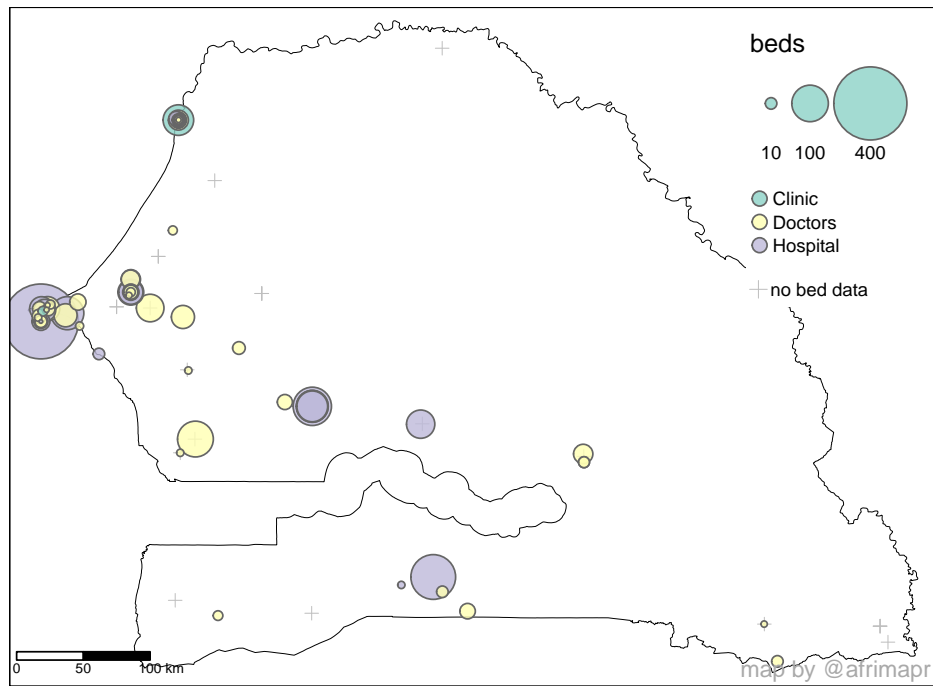 beds
10 100 400
Clinic
Doctors
Hospital
no bed data
0 50 100 km
map by @afrimapr